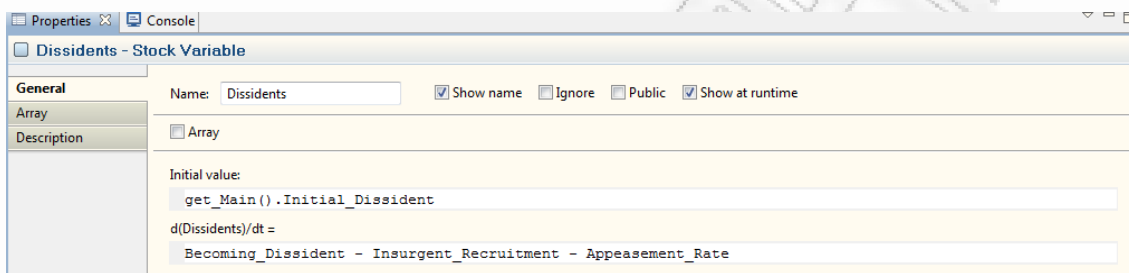 Properties Console
Dissidents - Stock Variable
General
Name: Dissidents Show name Ignore Public Show at runtime
Array
Description
Array
Initial value:
get_Main().Initial_Dissident
d(Dissidents)/dt =
Becoming_Dissident - Insurgent_Recruitment - Appeasement_Rate